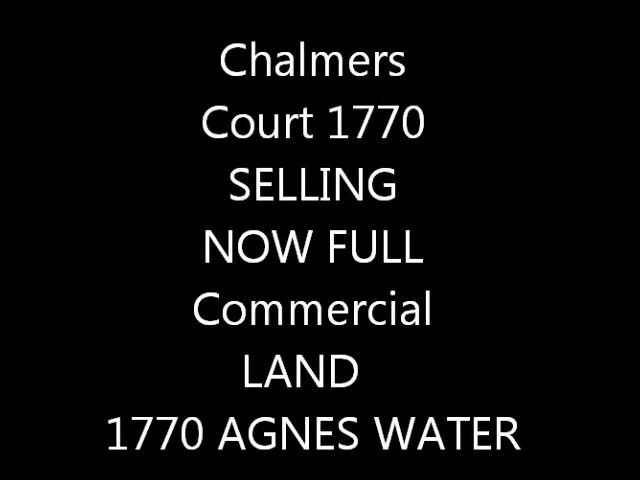 Chalmers
Court 1770
SELLING
NOW FULL
Commercial
LAND
1770 AGNES WATER